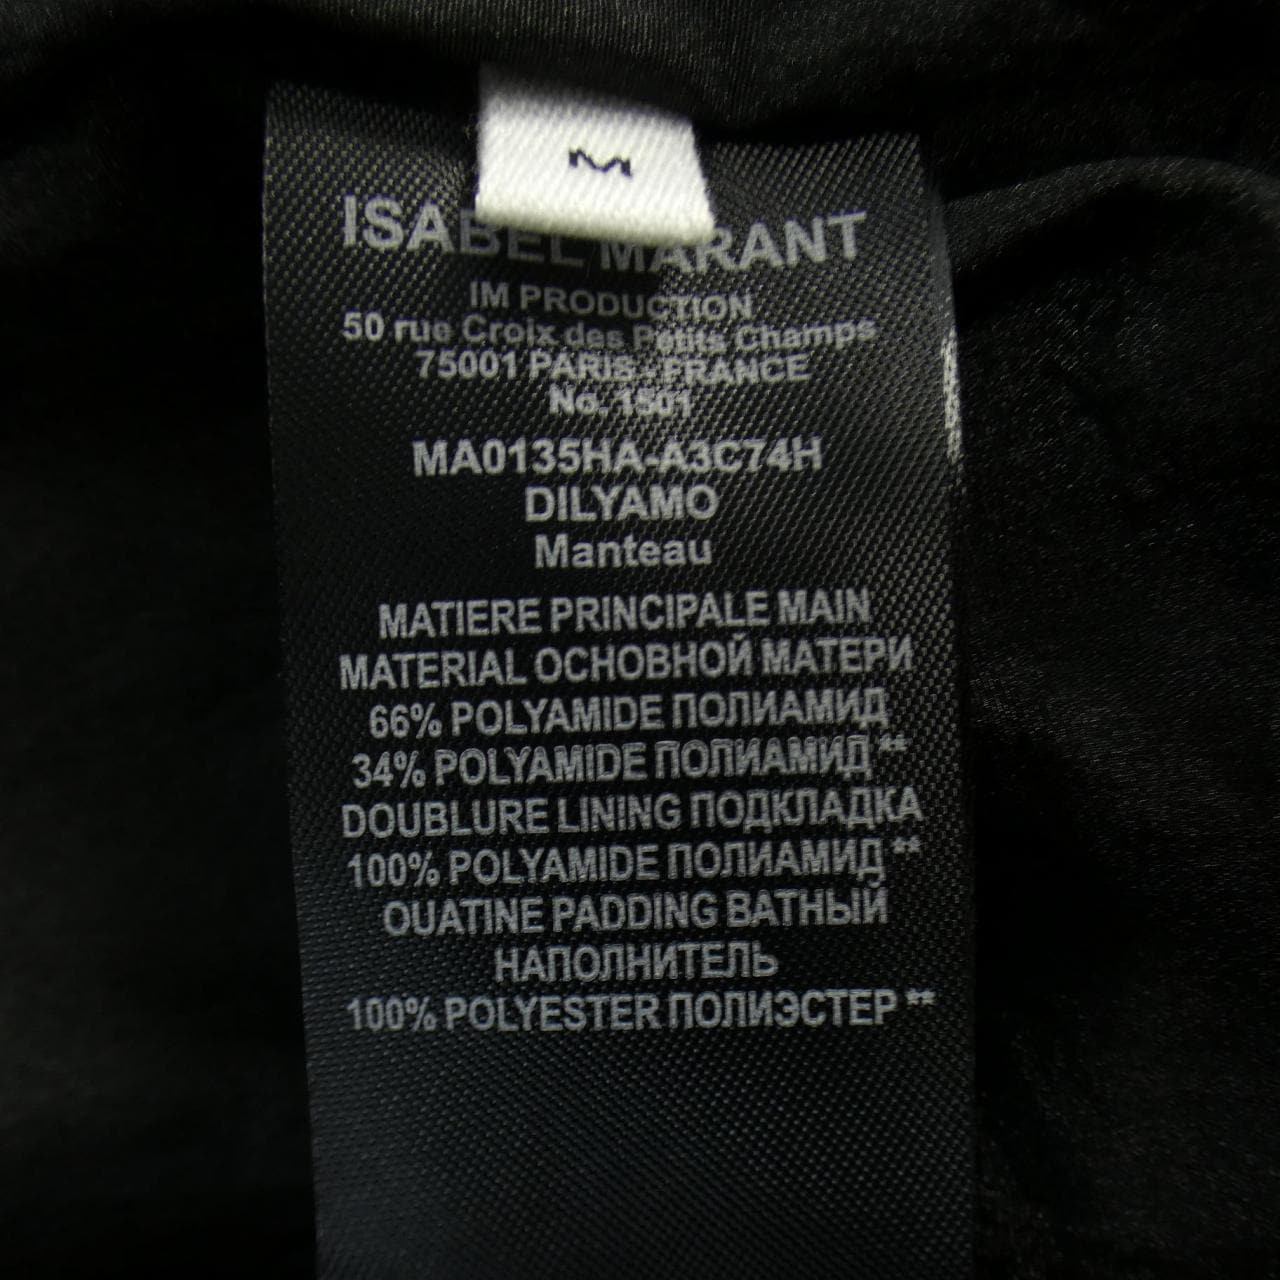 M
ISABEL MARANT
IM PRODUCTION
50 rue Croix des Petits Champs
75001 PARIS - FRANCE
No. 1501
MA0135HA-A3C74H
DILYAMO
Manteau
MATIERE PRINCIPALE MAIN
MATERIAL ОСНОВНОЙ МАТЕРИ
66% POLYAMIDE ПОЛИАМИД
34% POLYAMIDE ПОЛИАМИД **
DOUBLURE LINING ПОДКЛАДКА
100% POLYAMIDE ПОЛИАМИД **
OUATINE PADDING ВАТНЫЙ
НАПОЛНИТЕЛЬ
100% POLYESTER ПОЛИЭСТЕР **